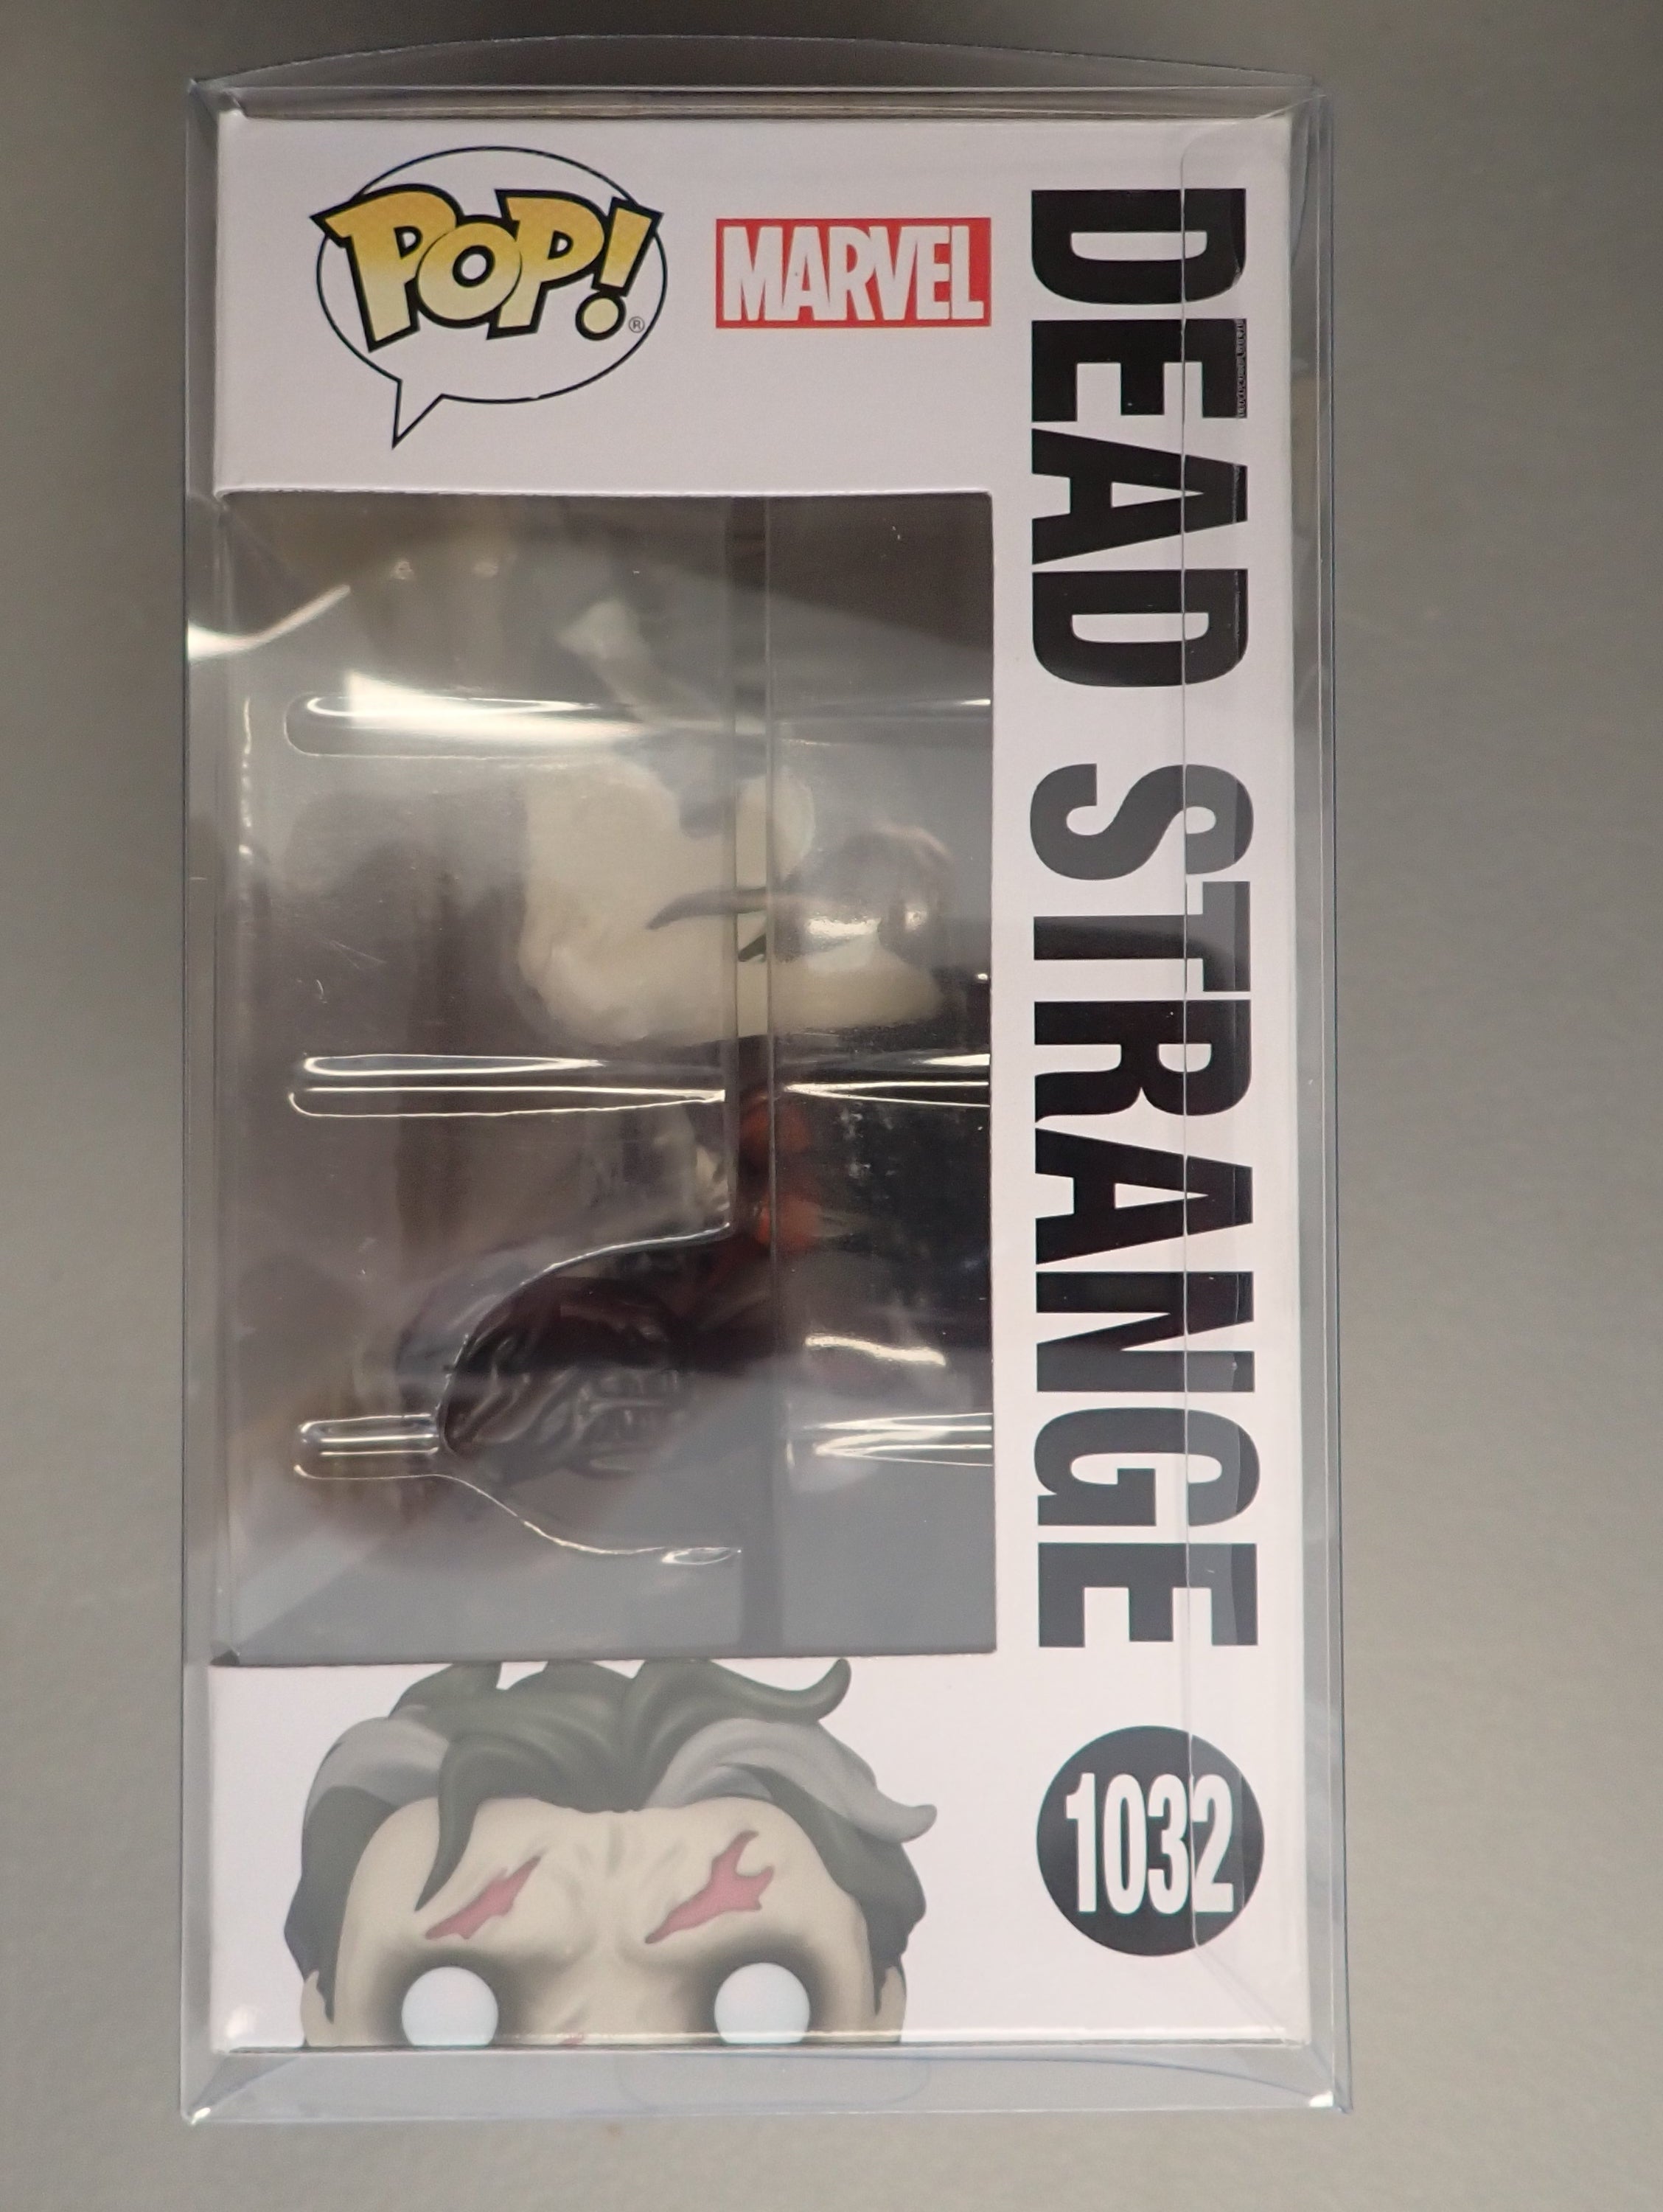 POP!®
MARVEL
DEAD STRANGE
1032